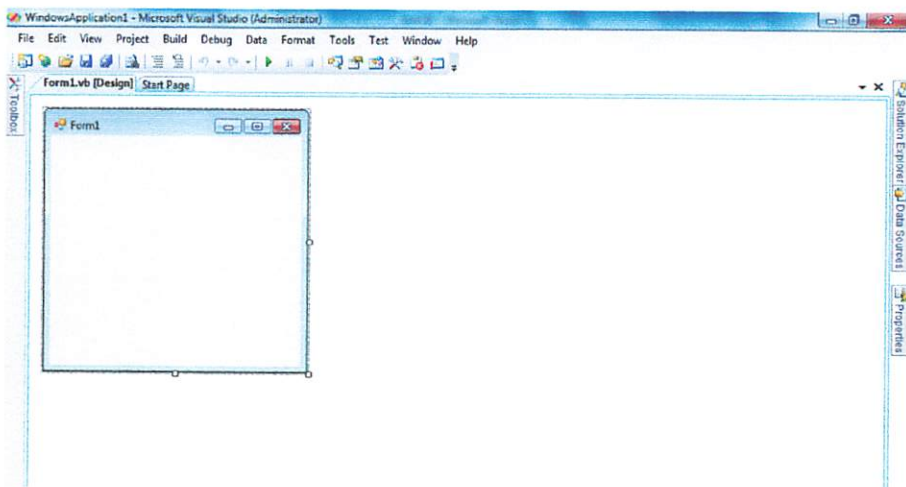 WindowsApplication1 - Microsoft Visual Studio (Administrator)
File Edit View Project Build Debug Data Format Tools Test Window Help
Form1.vb [Design] Start Page
Toolbox
Form1
Solution Explorer
Data Sources
Properties